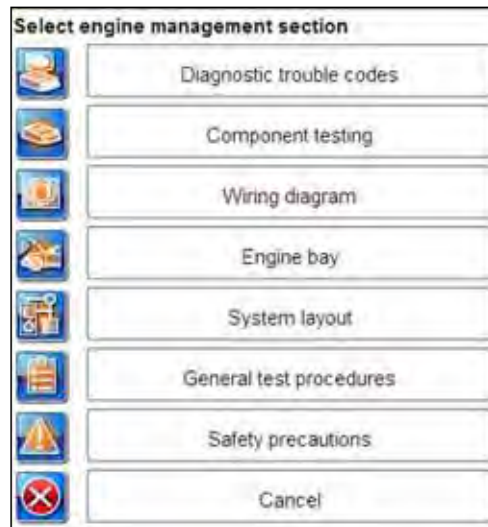 Select engine management section
Diagnostic trouble codes
Component testing
Wiring diagram
Engine bay
System layout
General test procedures
Safety precautions
Cancel